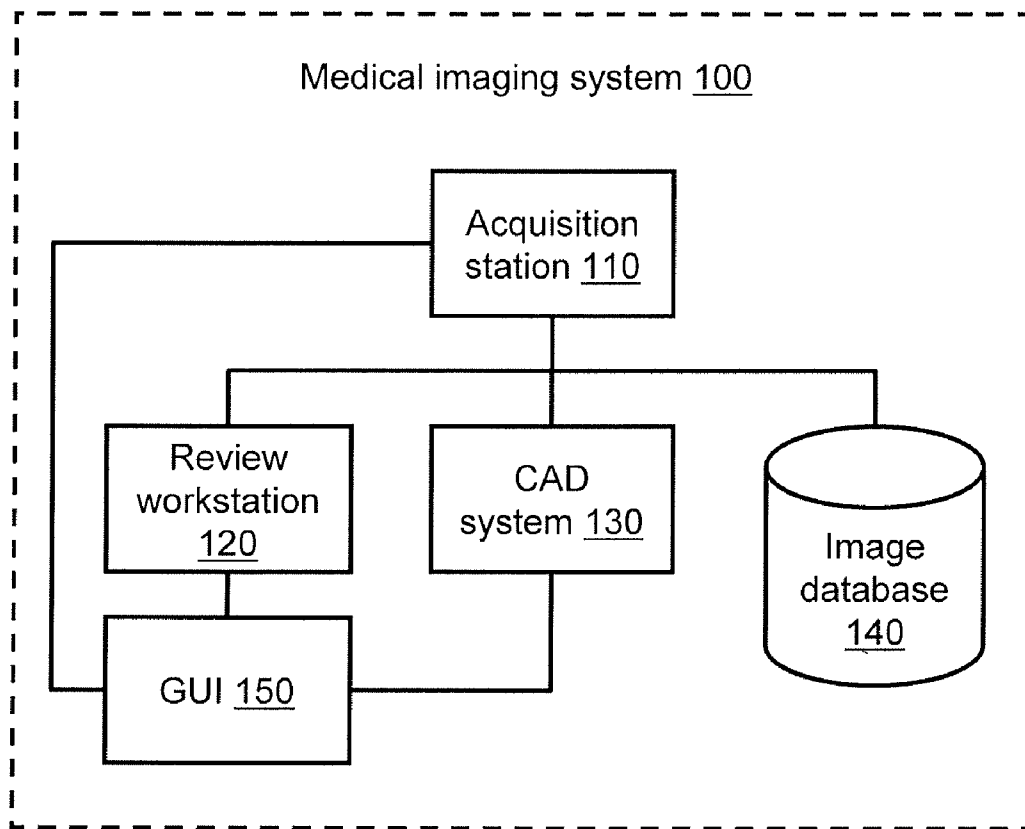 Medical imaging system 100
Acquisition
station 110
Review
workstation
120
CAD
system 130
Image
database
140
GUI 150